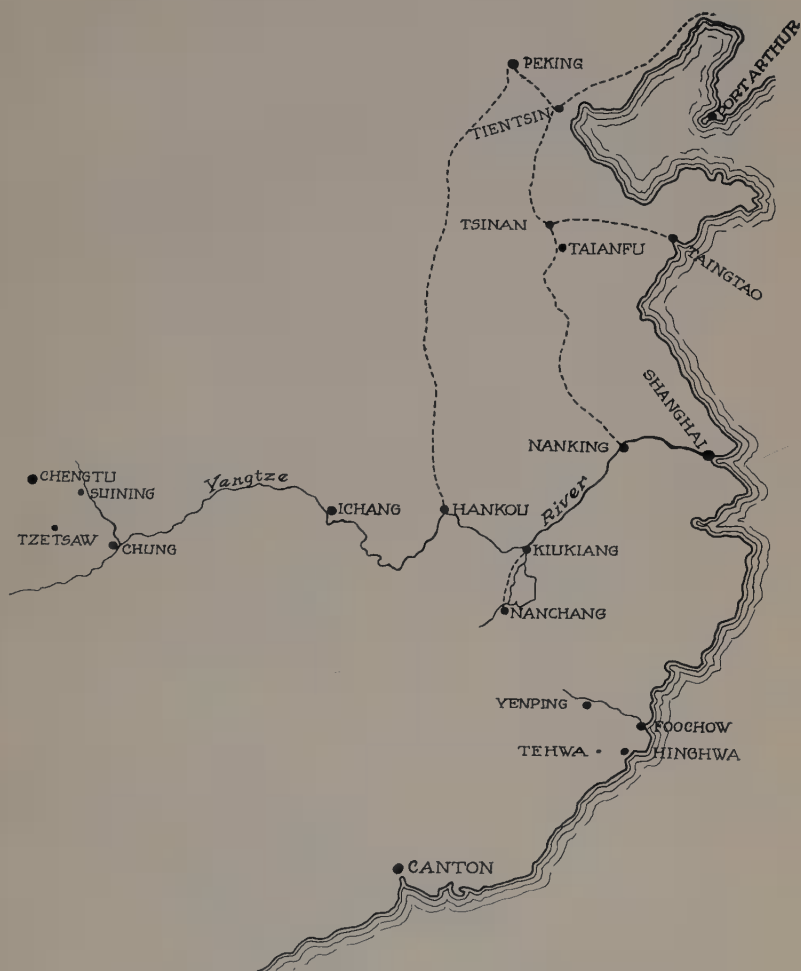 PEKING
PORT ARTHUR
TIENTSIN
TSINAN
TAIANFU
TAINGTAO
SHANGHAI
NANKING
CHENGTU
SUINING
Yangtze
ICHANG
HANKOU
River
TZETSAW
CHUNG
KIUKIANG
NANCHANG
YENPING
FOOCHOW
TEHWA
HINGHWA
CANTON